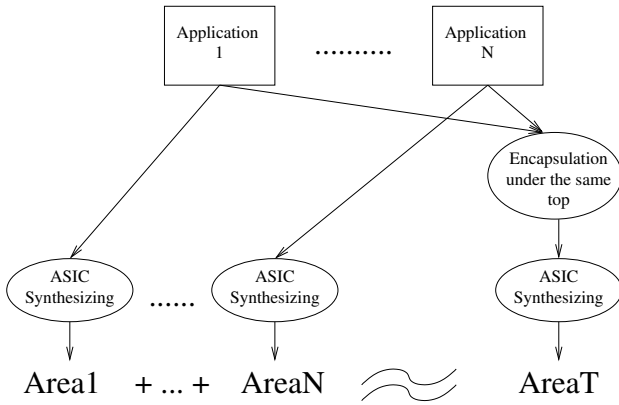 Application
1
..........
Application
N
Encapsulation
under the same
top
ASIC
Synthesizing
......
ASIC
Synthesizing
ASIC
Synthesizing
Area1 + ... + AreaN AreaT